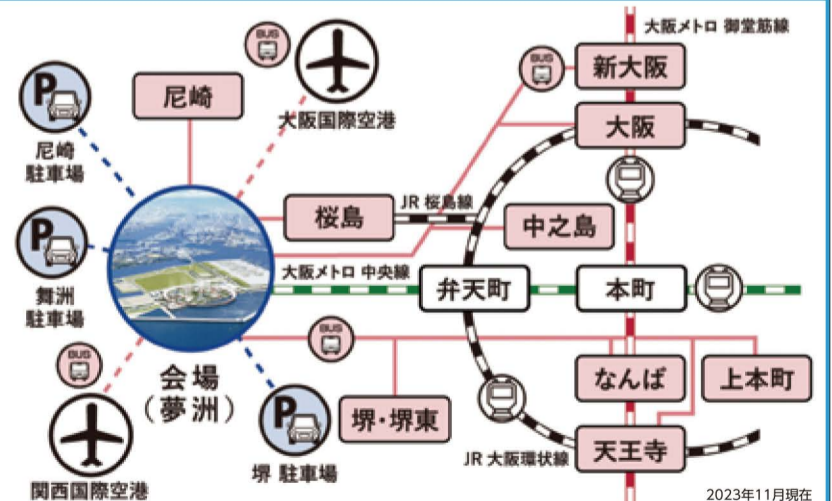 大阪メトロ 御堂筋線
BUS
BUS
新大阪
P
尼崎
大阪国際空港
大阪
尼崎
駐車場
JR 桜島線
桜島
中之島
P
大阪メトロ 中央線
弁天町
本町
舞洲
駐車場
BUS
BUS
会場
(夢洲)
なんば
上本町
P
堺・堺東
天王寺
JR 大阪環状線
堺 駐車場
関西国際空港
2023年11月現在